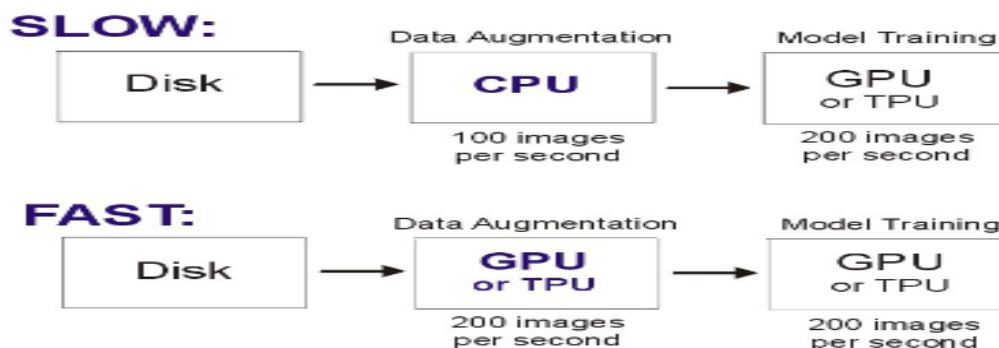 SLOW:
Data Augmentation
Model Training
Disk
CPU
GPU
or TPU
100 images
per second
200 images
per second
FAST:
Data Augmentation
Model Training
Disk
GPU
or TPU
GPU
or TPU
200 images
per second
200 images
per second